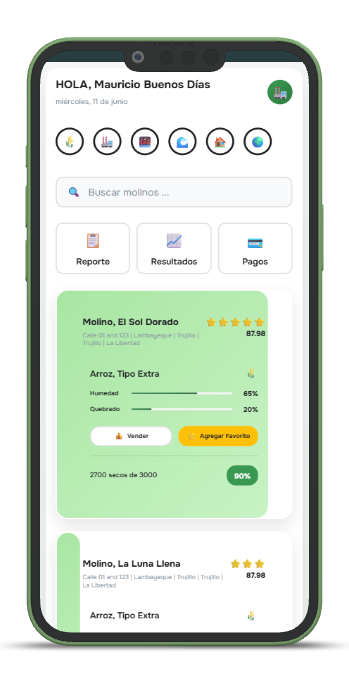 HOLA, Mauricio Buenos Días
miércoles, 11 de junio
Buscar molinos ...
Reporte
Resultados
Pagos
Molino, El Sol Dorado
87.98
Calle 01 and 123 | Lambayeque | Trujillo |
Trujillo | La Libertad
Arroz, Tipo Extra
Humedad 65%
Quebrado 20%
Vender
Agregar Favorito
2700 sacos de 3000
90%
Molino, La Luna Llena
87.98
Calle 01 and 123 | Lambayeque | Trujillo | Trujillo |
La Libertad
Arroz, Tipo Extra